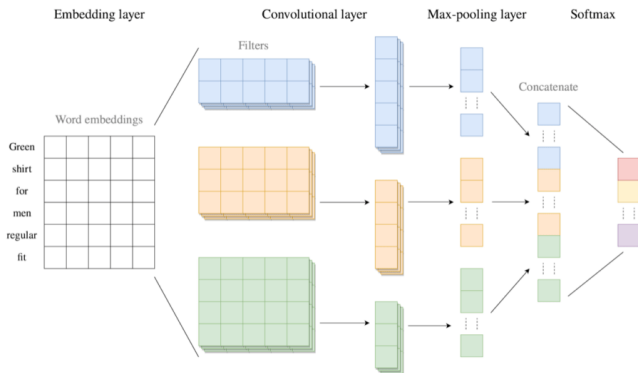 Embedding layer
Convolutional layer
Max-pooling layer
Softmax
Filters
Concatenate
Word embeddings
Green
shirt
for
men
regular
fit